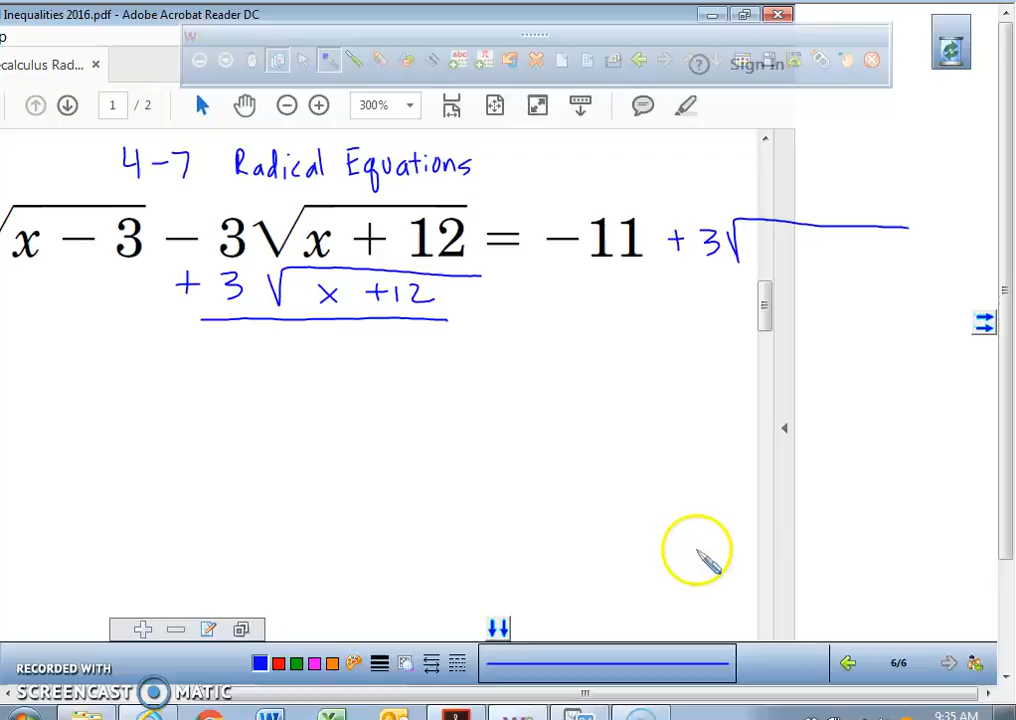 Inequalities 2016.pdf - Adobe Acrobat Reader DC
p
ecalculus Rad... ×
Sign In
1 / 2
300%
4-7 Radical Equations
√x − 3 − 3√x + 12 = −11 + 3√
+ 3 √x +12
6/6
RECORDED WITH
SCREENCAST MATIC
9:35 AM